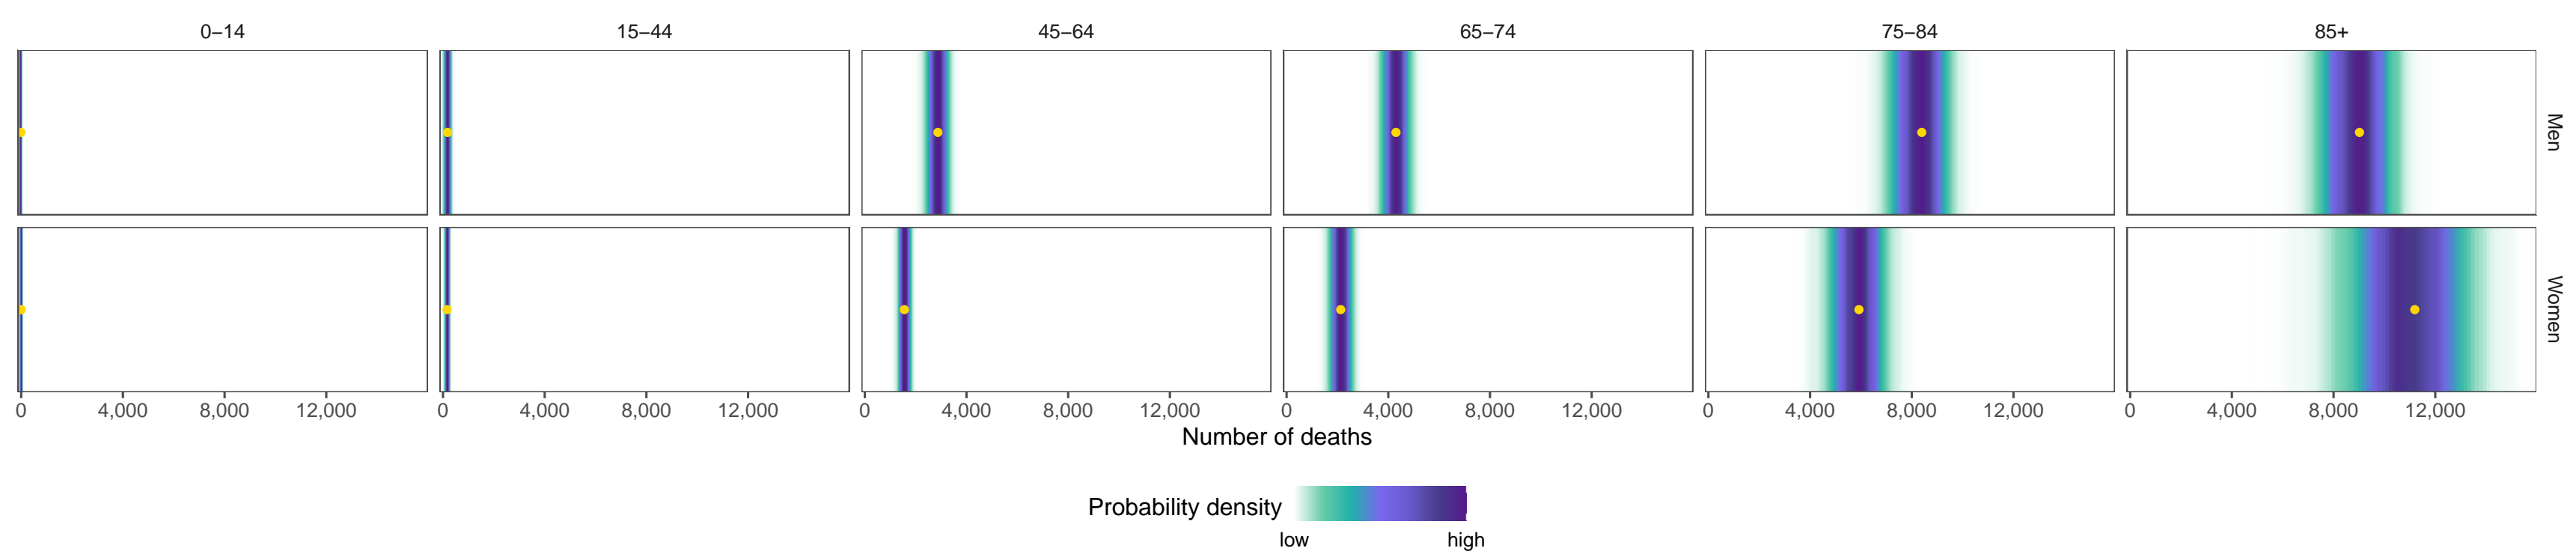 0–14 15–44 45–64 65–74 75–84 85+
Men
Women
0 4,000 8,000 12,000 0 4,000 8,000 12,000 0 4,000 8,000 12,000 0 4,000 8,000 12,000 0 4,000 8,000 12,000 0 4,000 8,000 12,000
Number of deaths
Probability density
low high